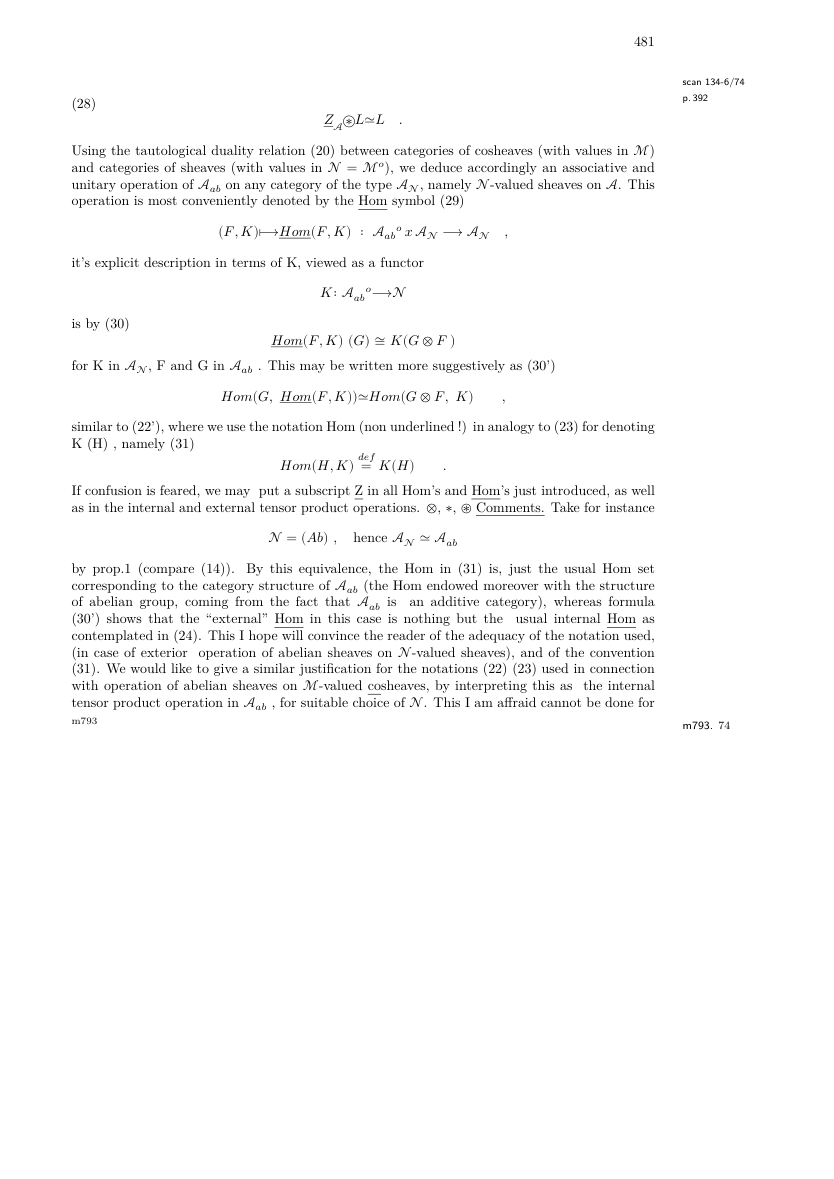 481
scan 134-6/74
p. 392
(28)
Z_𝒜 ⊛ L ≃ L .
Using the tautological duality relation (20) between categories of cosheaves (with values in ℳ)
and categories of sheaves (with values in 𝒩 = ℳᵒ), we deduce accordingly an associative and
unitary operation of 𝒜_ab on any category of the type 𝒜_𝒩, namely 𝒩-valued sheaves on 𝒜. This
operation is most conveniently denoted by the Hom symbol (29)
(F, K) ⟼ Hom(F, K) : 𝒜_abᵒ x 𝒜_𝒩 ⟶ 𝒜_𝒩 ,
it's explicit description in terms of K, viewed as a functor
K : 𝒜_abᵒ ⟶ 𝒩
is by (30)
Hom(F, K) (G) ≅ K(G ⊗ F )
for K in 𝒜_𝒩, F and G in 𝒜_ab . This may be written more suggestively as (30')
Hom(G, Hom(F, K)) ≃ Hom(G ⊗ F, K) ,
similar to (22'), where we use the notation Hom (non underlined !) in analogy to (23) for denoting
K (H) , namely (31)
Hom(H, K) def= K(H) .
If confusion is feared, we may put a subscript Z in all Hom's and Hom's just introduced, as well
as in the internal and external tensor product operations. ⊗, ∗, ⊛ Comments. Take for instance
𝒩 = (Ab) , hence 𝒜_𝒩 ≃ 𝒜_ab
by prop.1 (compare (14)). By this equivalence, the Hom in (31) is, just the usual Hom set
corresponding to the category structure of 𝒜_ab (the Hom endowed moreover with the structure
of abelian group, coming from the fact that 𝒜_ab is an additive category), whereas formula
(30') shows that the “external” Hom in this case is nothing but the usual internal Hom as
contemplated in (24). This I hope will convince the reader of the adequacy of the notation used,
(in case of exterior operation of abelian sheaves on 𝒩-valued sheaves), and of the convention
(31). We would like to give a similar justification for the notations (22) (23) used in connection
with operation of abelian sheaves on ℳ-valued cosheaves, by interpreting this as the internal
tensor product operation in 𝒜_ab , for suitable choice of 𝒩. This I am affraid cannot be done for
m793
m793. 74